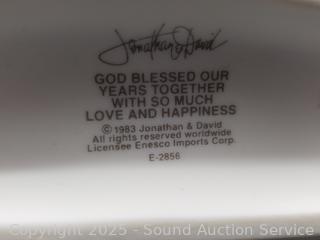 Jonathan & David
GOD BLESSED OUR
YEARS TOGETHER
WITH SO MUCH
LOVE AND HAPPINESS
© 1983 Jonathan & David
All rights reserved worldwide
Licensee Enesco Imports Corp.
E-2856
Copyright 2025 - Sound Auction Service